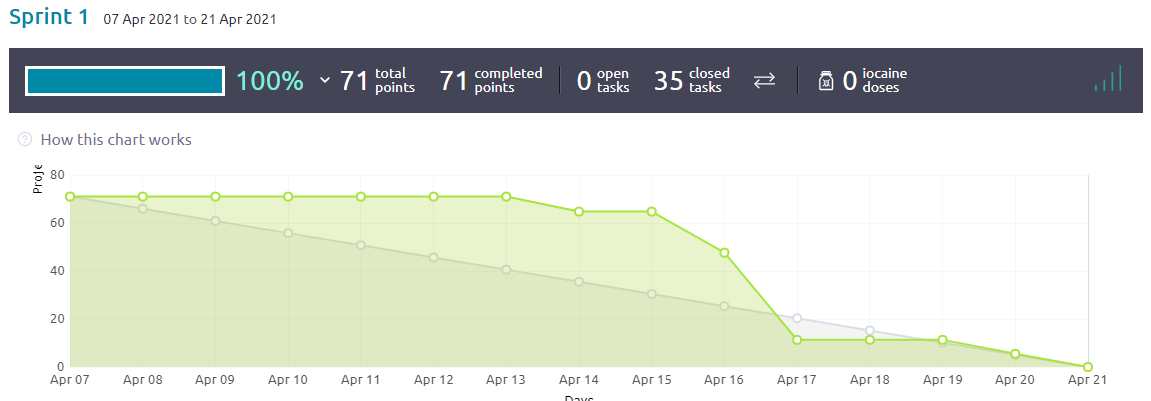 Sprint 1 07 Apr 2021 to 21 Apr 2021
100% 71 total points 71 completed points 0 open tasks 35 closed tasks 0 iocaine doses
? How this chart works
Proje
80
60
40
20
0
Apr 07 Apr 08 Apr 09 Apr 10 Apr 11 Apr 12 Apr 13 Apr 14 Apr 15 Apr 16 Apr 17 Apr 18 Apr 19 Apr 20 Apr 21
Days